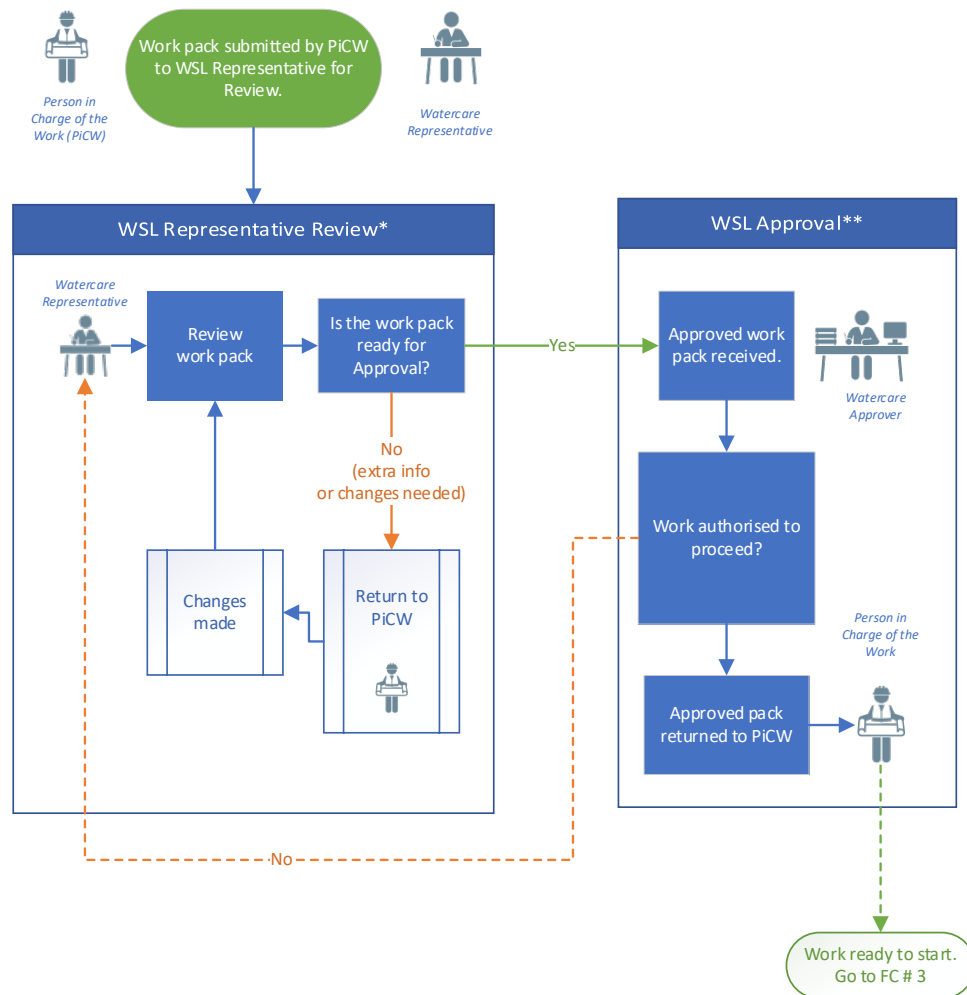 Work pack submitted by PiCW
to WSL Representative for
Review.
Person in
Charge of the
Work (PiCW)
Watercare
Representative
WSL Representative Review*
Watercare
Representative
Review
work pack
Is the work pack
ready for
Approval?
Yes
No
(extra info
or changes needed)
Changes
made
Return to
PiCW
WSL Approval**
Approved work
pack received.
Watercare
Approver
Work authorised to
proceed?
Person in
Charge of the
Work
Approved pack
returned to PiCW
No
Work ready to start.
Go to FC # 3